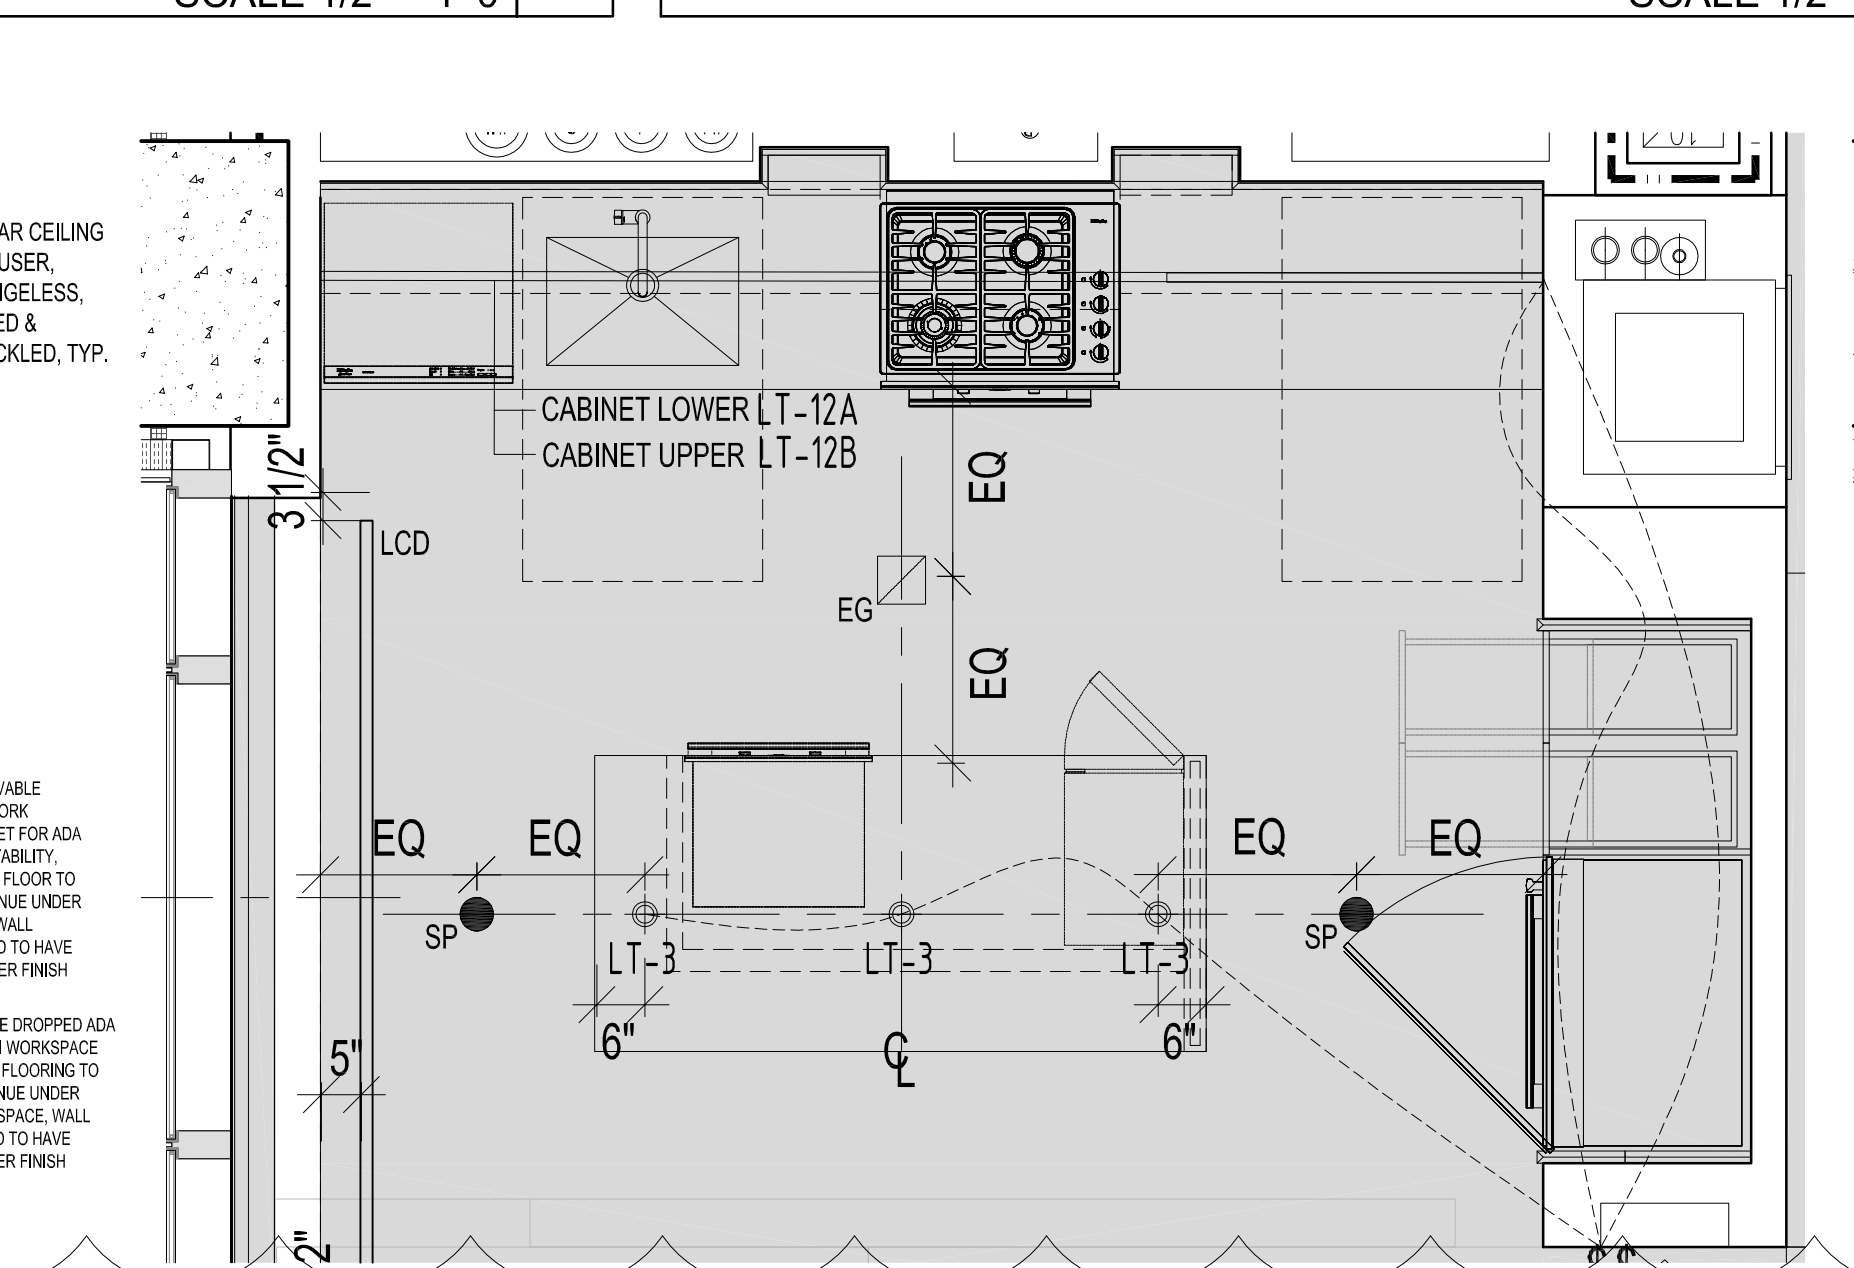 AR CEILING
USER,
NGELESS,
ED &
CKLED, TYP.
CABINET LOWER LT-12A
CABINET UPPER LT-12B
3 1/2"
LCD
EQ
EG
EQ
VABLE
ORK
ET FOR ADA
TABILITY,
FLOOR TO
NUE UNDER
WALL
D TO HAVE
ER FINISH
EQ
EQ
EQ
EQ
SP
SP
LT-3
LT-3
LT-3
6"
6"
CL
5"
E DROPPED ADA
WORKSPACE
FLOORING TO
NUE UNDER
SPACE, WALL
D TO HAVE
ER FINISH
2"